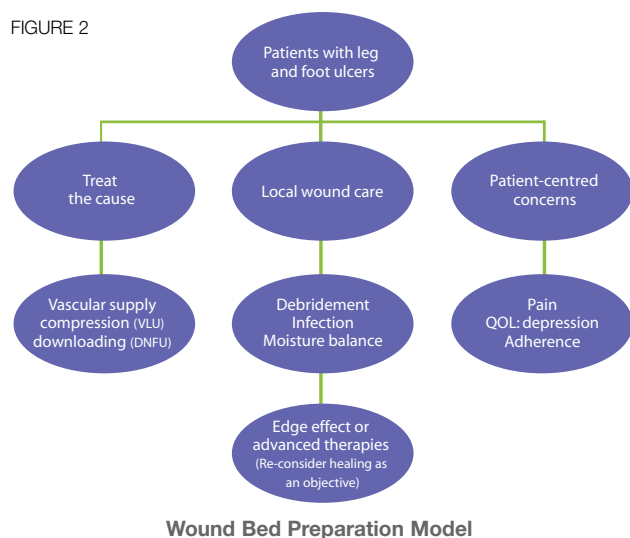 FIGURE 2
Patients with leg
and foot ulcers
Treat
the cause
Local wound care
Patient-centred
concerns
Vascular supply
compression (VLU)
downloading (DNFU)
Debridement
Infection
Moisture balance
Pain
QOL: depression
Adherence
Edge effect or
advanced therapies
(Re-consider healing as
an objective)
Wound Bed Preparation Model